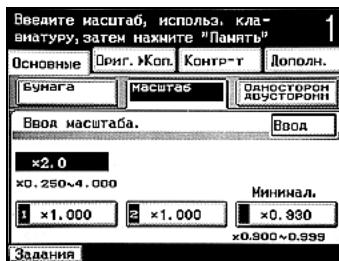 Введите масштаб, использ. кла-
виатуру, затем нажмите "Память"
1
Основные Ориг.►Коп. Контр-т Дополн.
Бумага Масштаб ОДНОСТОРОН
ДВУСТОРОНН
Ввод масштаба. Ввод
×2.0
×0.250~4.000
Минимал.
1 ×1.000 2 ×1.000 ×0.930
×0.900~0.999
Задания